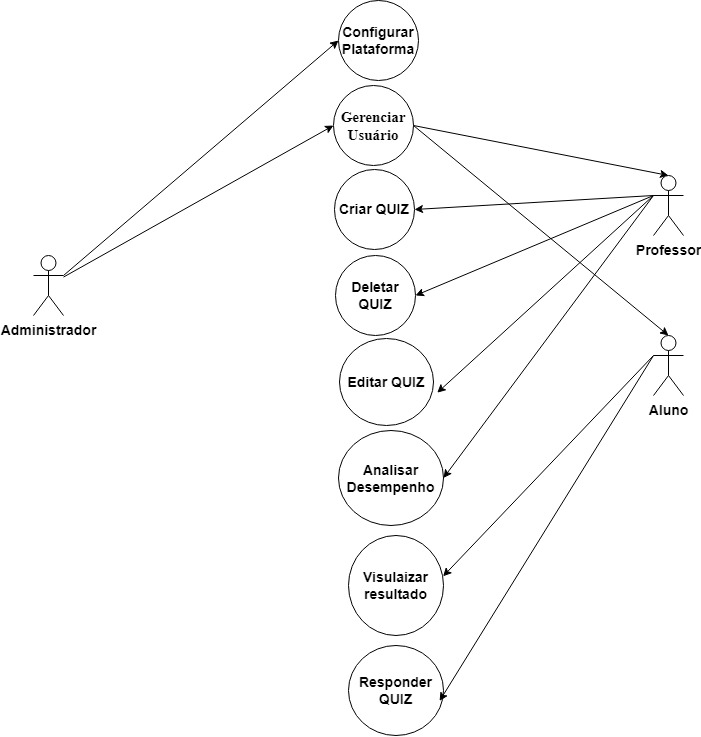 Configurar
Plataforma
Gerenciar
Usuário
Criar QUIZ
Professor
Deletar
QUIZ
Administrador
Editar QUIZ
Aluno
Analisar
Desempenho
Visulaizar
resultado
Responder
QUIZ